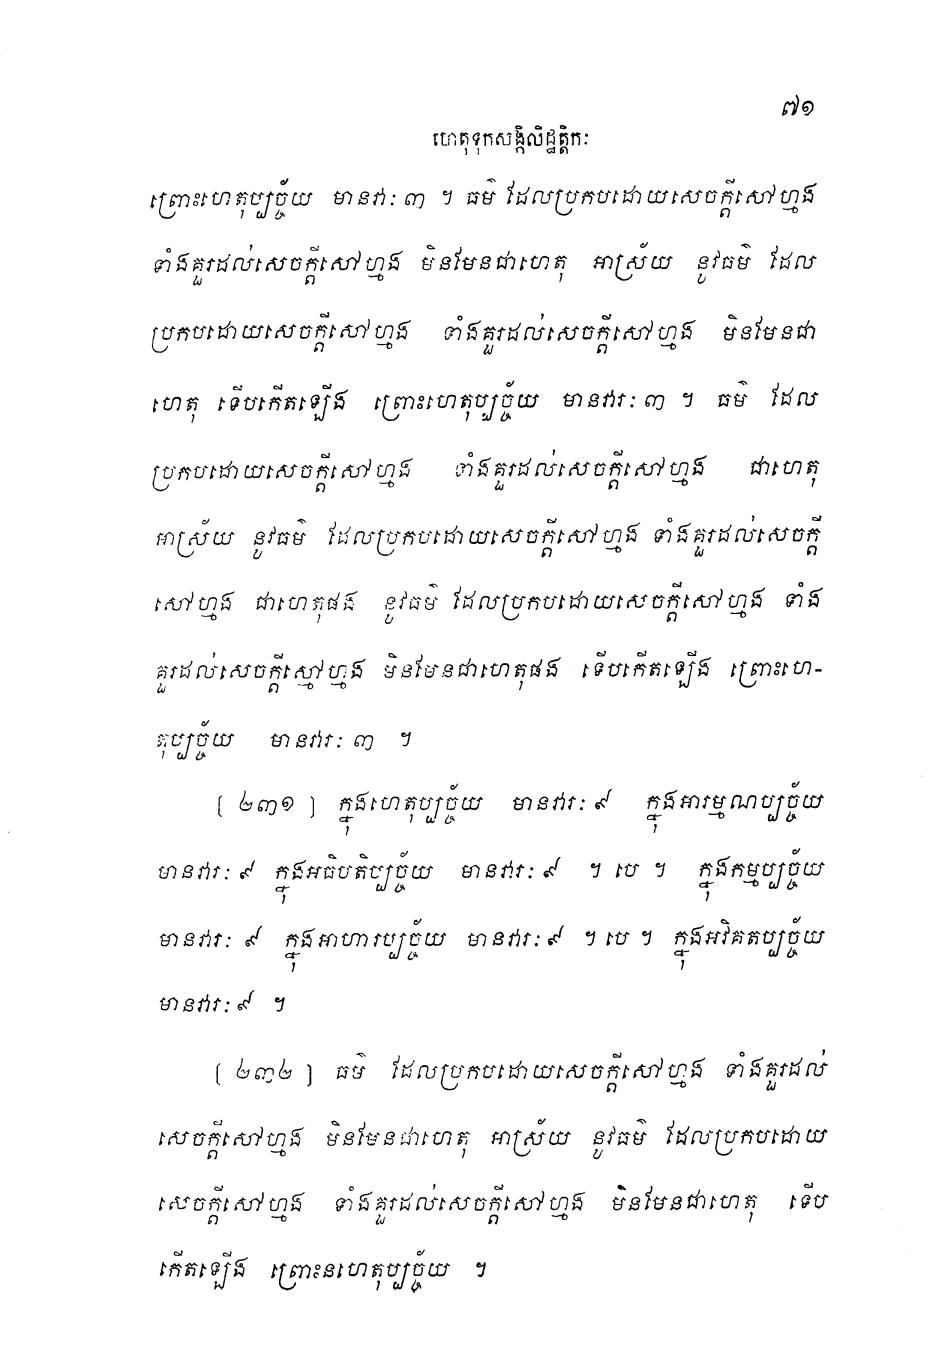 ៧១
ហេតុទុកសង្កិលិដ្ឋត្តិកៈ
ព្រោះហេតុប្បច្ច័យ មានវារៈ ៣ ។ ធម៌ ដែលប្រកបដោយសេចក្តីសៅហ្មង
ទាំងគួរដល់សេចក្តីសៅហ្មង មិនមែនជាហេតុ អាស្រ័យ នូវធម៌ ដែល
ប្រកបដោយសេចក្តីសៅហ្មង ទាំងគួរដល់សេចក្តីសៅហ្មង មិនមែនជា
ហេតុ ទើបកើតឡើង ព្រោះហេតុប្បច្ច័យ មានវារៈ ៣ ។ ធម៌ ដែល
ប្រកបដោយសេចក្តីសៅហ្មង ទាំងគួរដល់សេចក្តីសៅហ្មង ជាហេតុ
អាស្រ័យ នូវធម៌ ដែលប្រកបដោយសេចក្តីសៅហ្មង ទាំងគួរដល់សេចក្តី
សៅហ្មង ជាហេតុផង នូវធម៌ ដែលប្រកបដោយសេចក្តីសៅហ្មង ទាំង
គួរដល់សេចក្តីស្មៅហ្មង មិនមែនជាហេតុផង ទើបកើតឡើង ព្រោះហេ-
តុប្បច្ច័យ មានវារៈ ៣ ។
[ ២៣១ ] ក្នុងហេតុប្បច្ច័យ មានវារៈ ៩ ក្នុងអារម្មណប្បច្ច័យ
មានវារៈ ៩ ក្នុងអធិបតិប្បច្ច័យ មានវារៈ ៩ ។ បេ ។ ក្នុងកម្មប្បច្ច័យ
មានវារៈ ៩ ក្នុងអាហារប្បច្ច័យ មានវារៈ ៩ ។ បេ ។ ក្នុងអវិគតប្បច្ច័យ
មានវារៈ ៩ ។
[ ២៣២ ] ធម៌ ដែលប្រកបដោយសេចក្តីសៅហ្មង ទាំងគួរដល់
សេចក្តីសៅហ្មង មិនមែនជាហេតុ អាស្រ័យ នូវធម៌ ដែលប្រកបដោយ
សេចក្តីសៅហ្មង ទាំងគួរដល់សេចក្តីសៅហ្មង មិនមែនជាហេតុ ទើប
កើតឡើង ព្រោះនហេតុប្បច្ច័យ ។